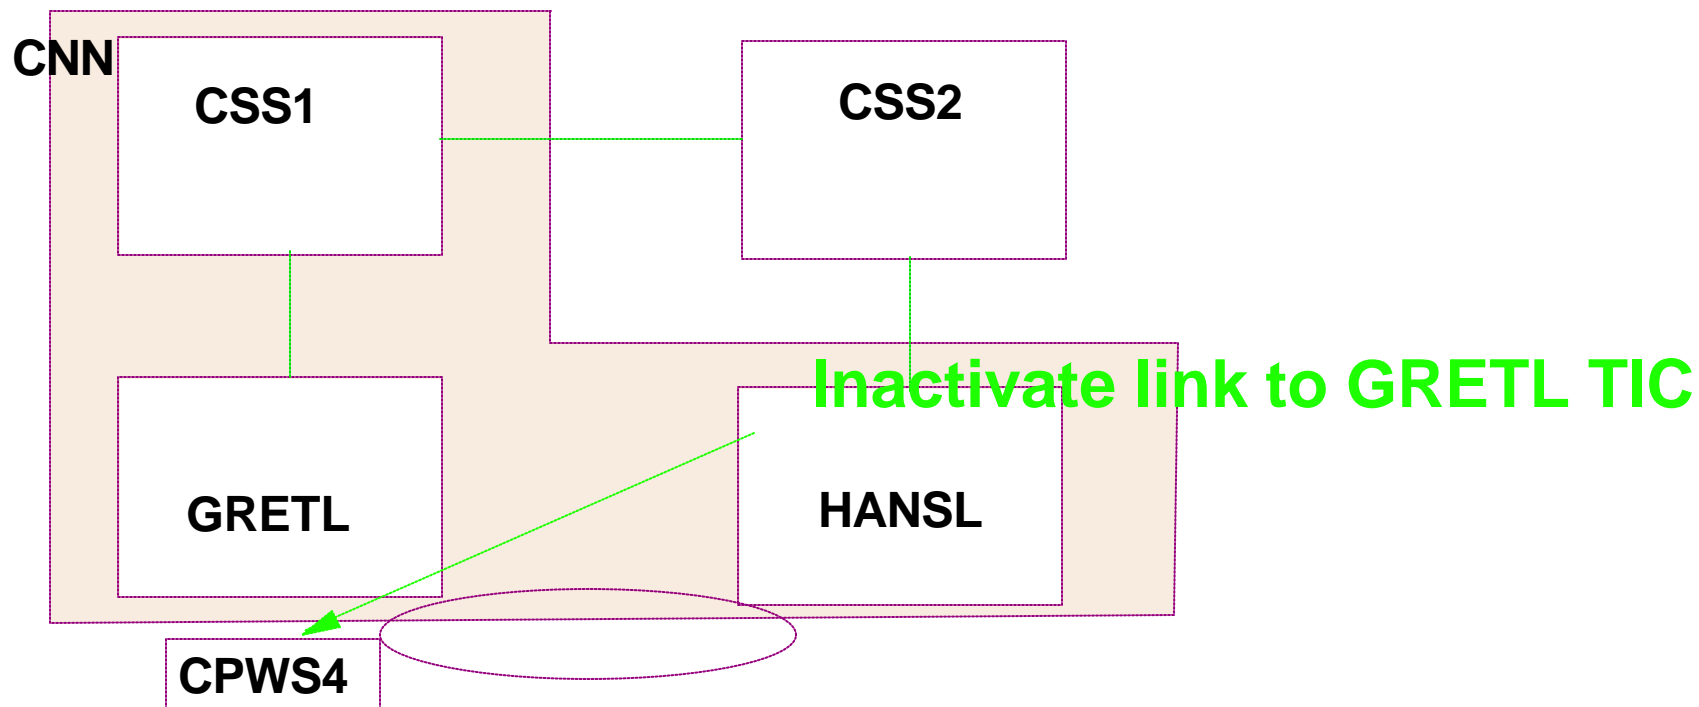 CNN
CSS1
CSS2
Inactivate link to GRETL TIC
GRETL
HANSL
CPWS4